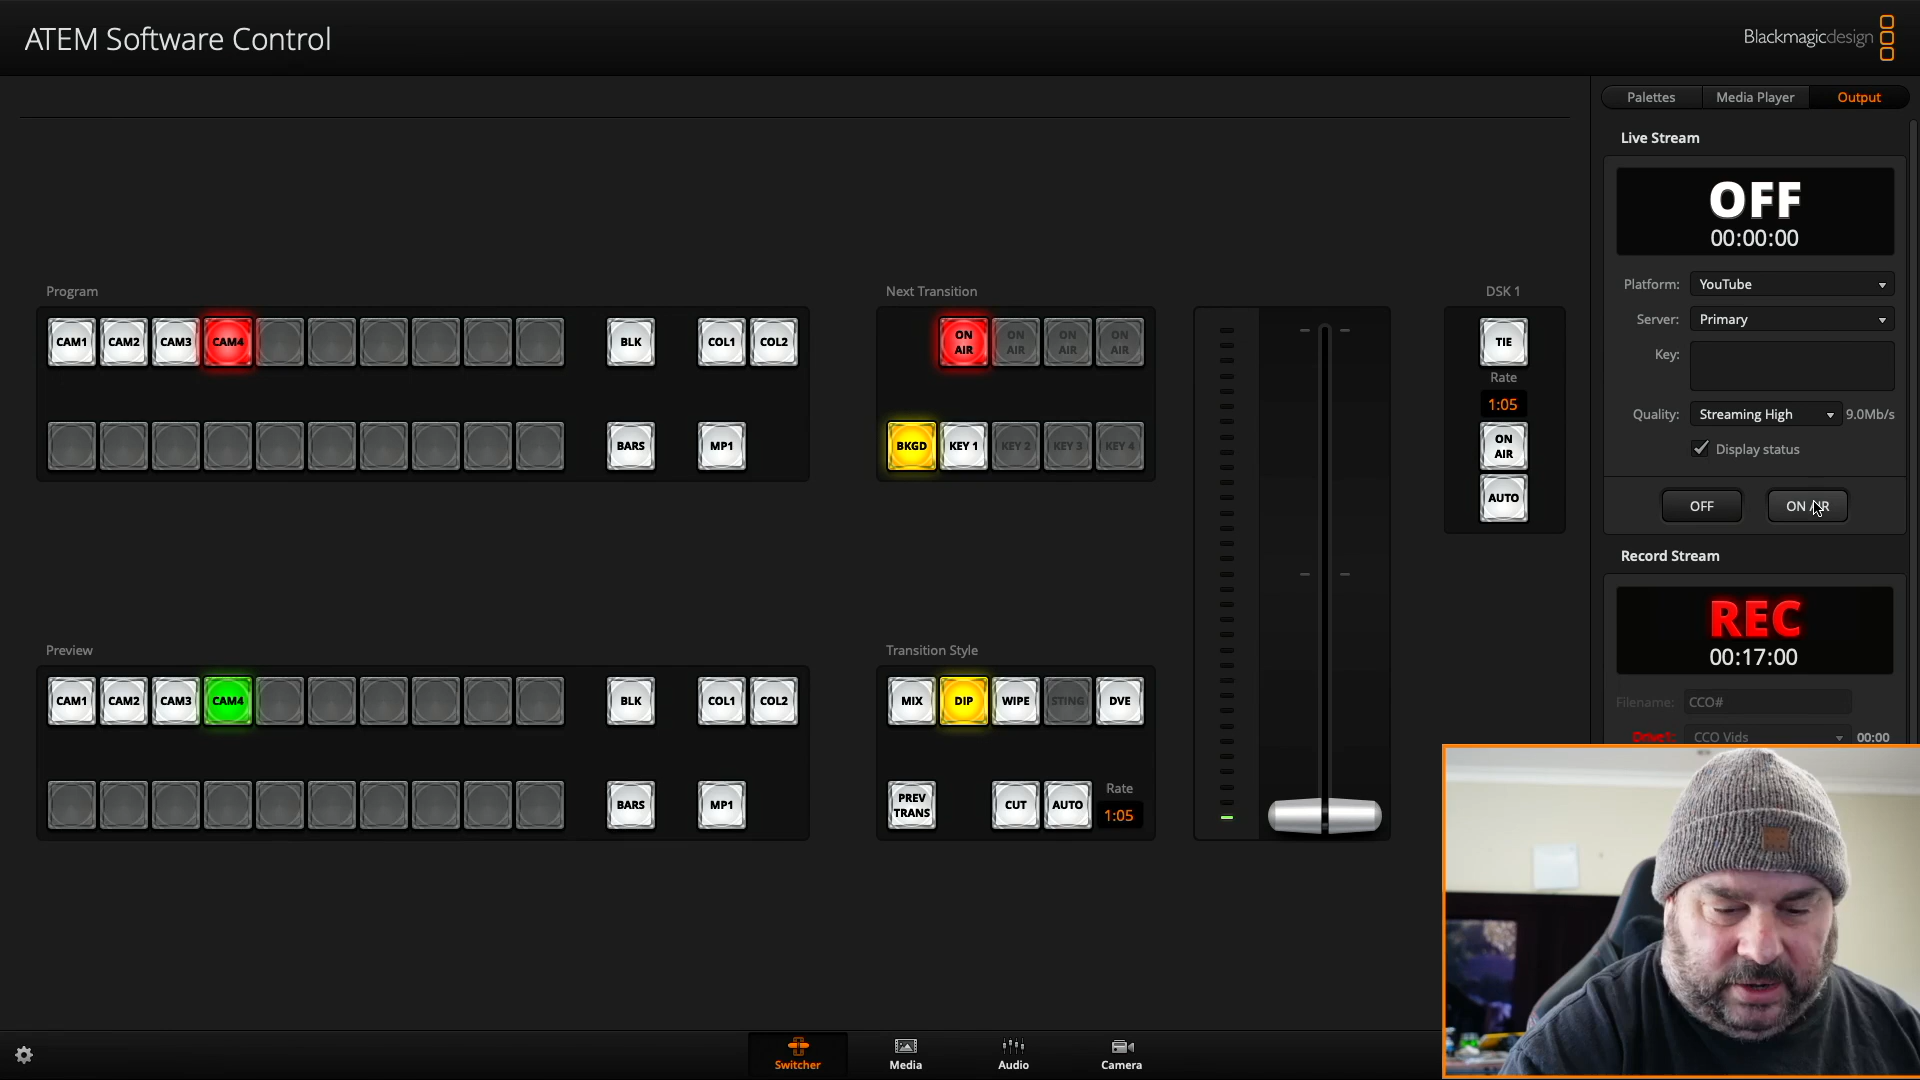 ATEM Software Control
Blackmagicdesign
Palettes
Media Player
Output
Live Stream
OFF
00:00:00
Platform: YouTube
Server: Primary
Key:
Quality: Streaming High 9.0Mb/s
Display status
OFF
ON AIR
Record Stream
REC
00:17:00
Filename: CCO#
Drive1: CCO Vids 00:00
Program
CAM1 CAM2 CAM3 CAM4 BLK COL1 COL2
BARS MP1
Next Transition
ON AIR ON AIR ON AIR ON AIR
BKGD KEY 1 KEY 2 KEY 3 KEY 4
DSK 1
TIE
Rate
1:05
ON AIR
AUTO
Preview
CAM1 CAM2 CAM3 CAM4 BLK COL1 COL2
BARS MP1
Transition Style
MIX DIP WIPE STING DVE
PREV TRANS CUT AUTO
Rate
1:05
Switcher
Media
Audio
Camera